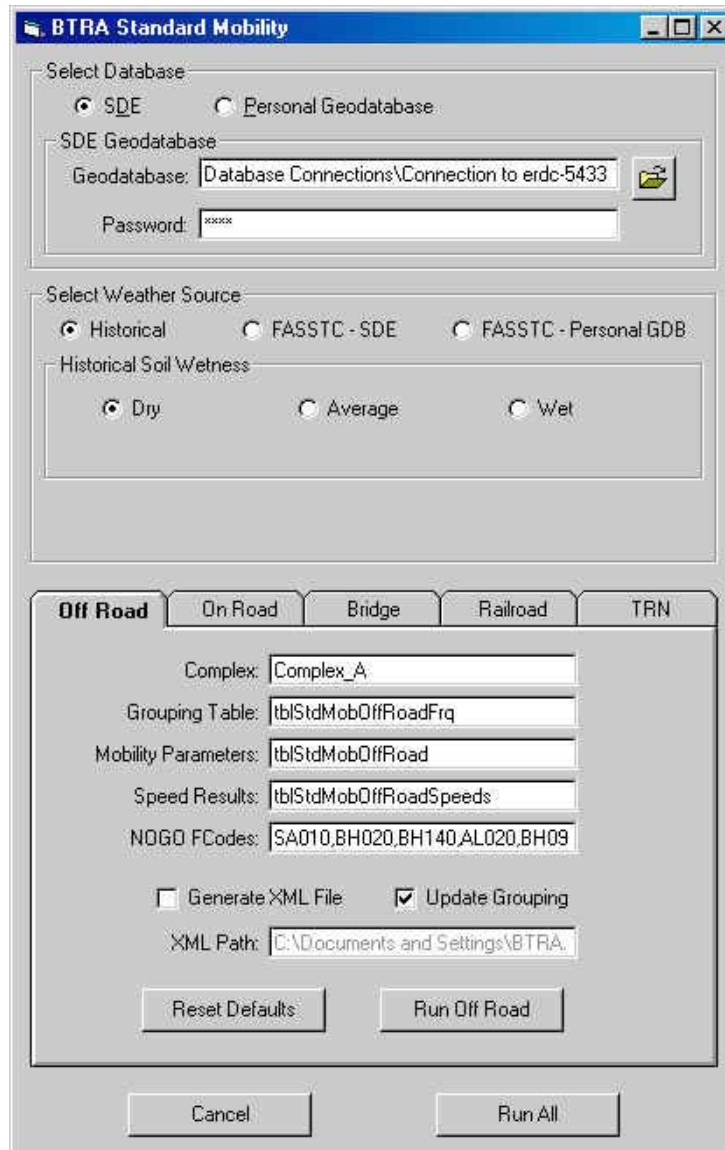 BTRA Standard Mobility
Select Database
SDE Personal Geodatabase
SDE Geodatabase
Geodatabase: Database Connections\Connection to erdc-5433
Password: ****
Select Weather Source
Historical FASSTC - SDE FASSTC - Personal GDB
Historical Soil Wetness
Dry Average Wet
Off Road On Road Bridge Railroad TRN
Complex: Complex_A
Grouping Table: tblStdMobOffRoadFrq
Mobility Parameters: tblStdMobOffRoad
Speed Results: tblStdMobOffRoadSpeeds
NOGO FCodes: SA010,BH020,BH140,AL020,BH09
Generate XML File Update Grouping
XML Path: C:\Documents and Settings\BTRA.
Reset Defaults Run Off Road
Cancel Run All